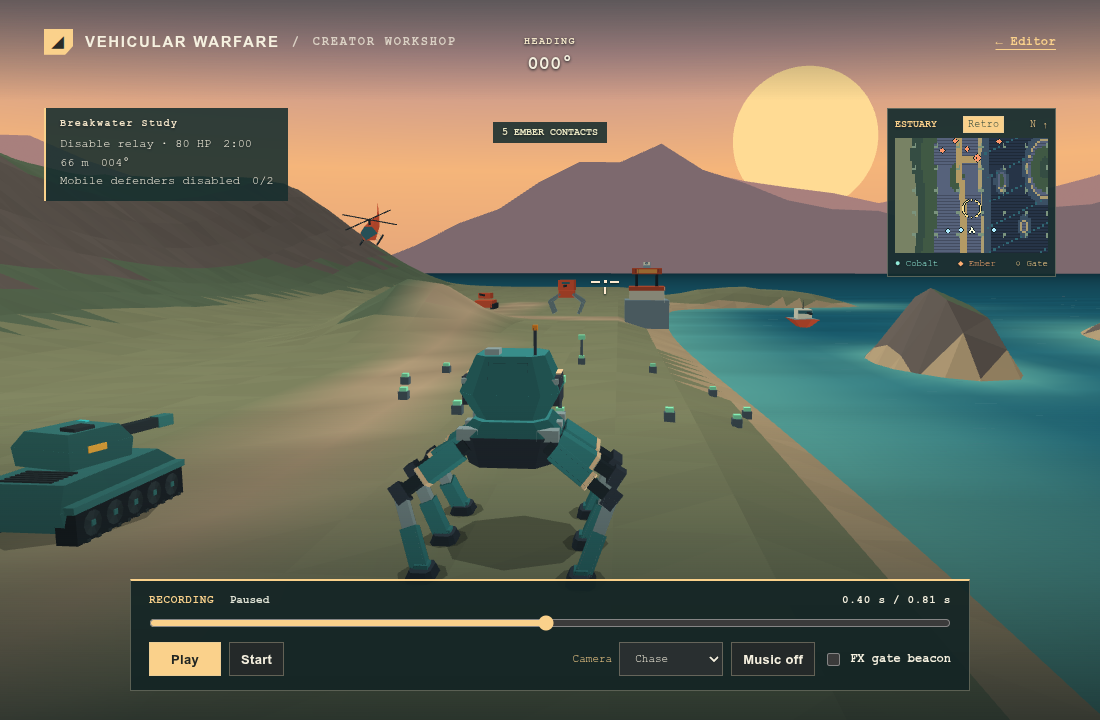 VEHICULAR WARFARE / CREATOR WORKSHOP
HEADING
000°
← Editor
Breakwater Study
Disable relay · 80 HP 2:00
66 m 004°
Mobile defenders disabled 0/2
5 EMBER CONTACTS
ESTUARY Retro N ↑
Cobalt Ember Gate
RECORDING Paused 0.40 s / 0.81 s
Play Start Camera Chase Music off FX gate beacon